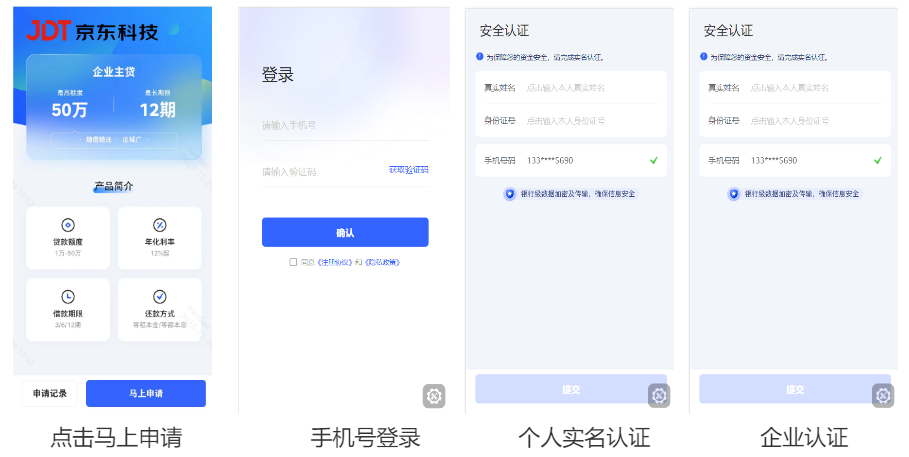 JDT 京东科技
企业主贷
最高额度
50万
最长期限
12期
随借随还 · 区域广
产品简介
贷款额度
1万-50万
年化利率
12%起
借款期限
3/6/12期
还款方式
等额本金/等额本息
申请记录
马上申请
点击马上申请
登录
请输入手机号
请输入验证码
获取验证码
确认
同意《注册协议》和《隐私政策》
手机号登录
安全认证
为保障您的资金安全，请完成实名认证。
真实姓名 点击输入本人真实姓名
身份证号 点击输入本人身份证号
手机号码 133****5690
银行级数据加密及传输，确保信息安全
提交
个人实名认证
安全认证
为保障您的资金安全，请完成实名认证。
真实姓名 点击输入本人真实姓名
身份证号 点击输入本人身份证号
手机号码 133****5690
银行级数据加密及传输，确保信息安全
提交
企业认证